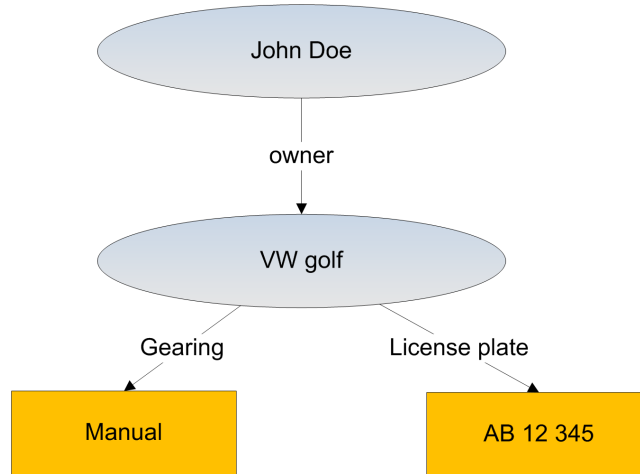 John Doe
owner
VW golf
Gearing
License plate
Manual
AB 12 345